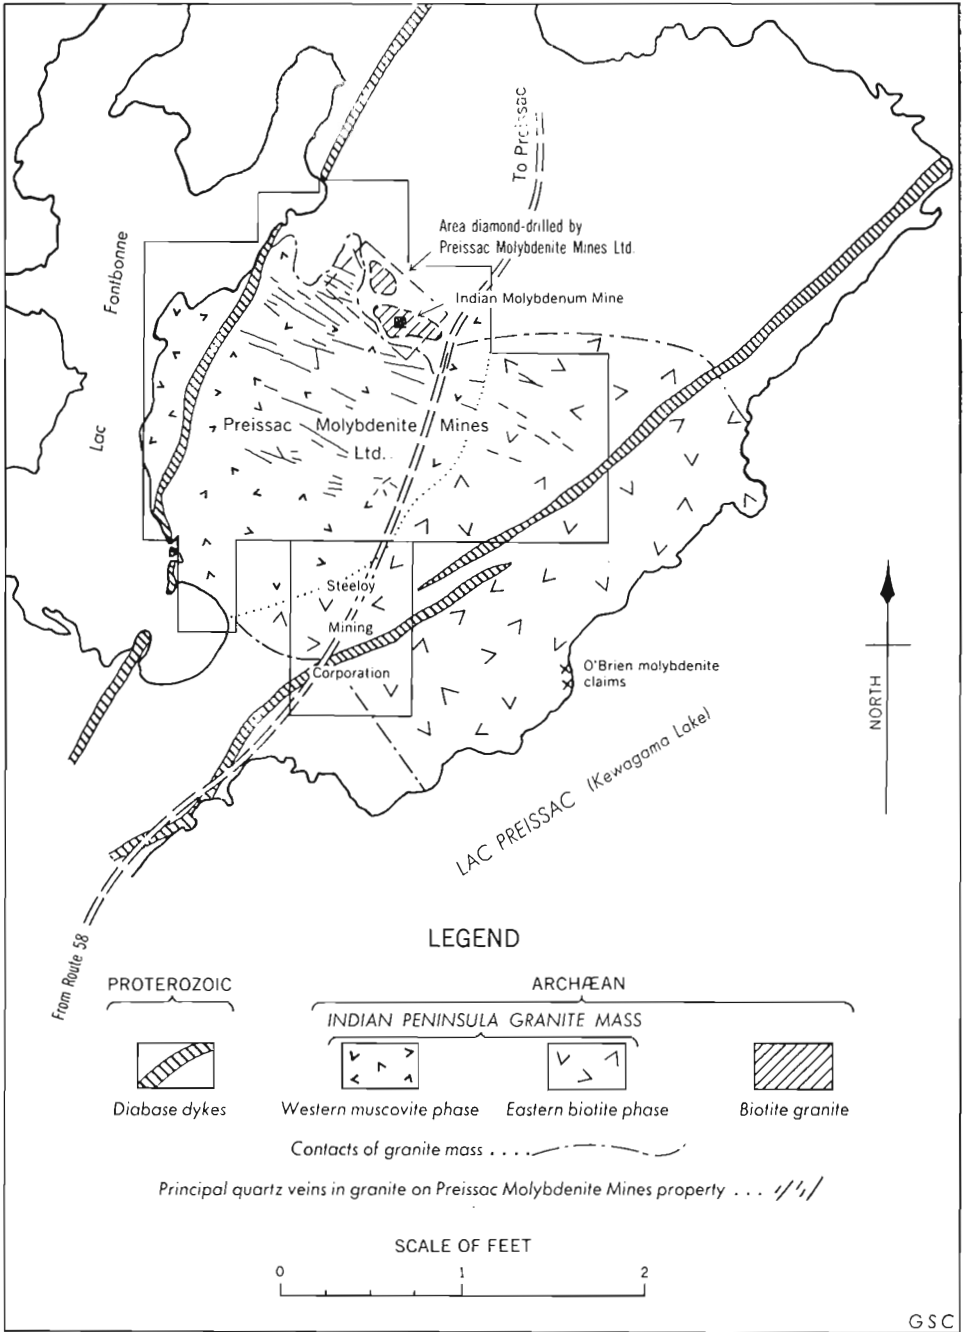 To Preissac
Area diamond-drilled by
Preissac Molybdenite Mines Ltd.
Indian Molybdenum Mine
Lac Fontbonne
Preissac Molybdenite Mines
Ltd.
Steeloy
Mining
Corporation
O'Brien molybdenite
claims
NORTH
LAC PREISSAC (Kewagama Lake)
From Route 58
LEGEND
PROTEROZOIC
ARCHÆAN
INDIAN PENINSULA GRANITE MASS
Diabase dykes
Western muscovite phase
Eastern biotite phase
Biotite granite
Contacts of granite mass ....
Principal quartz veins in granite on Preissac Molybdenite Mines property ...
SCALE OF FEET
0 1 2
GSC